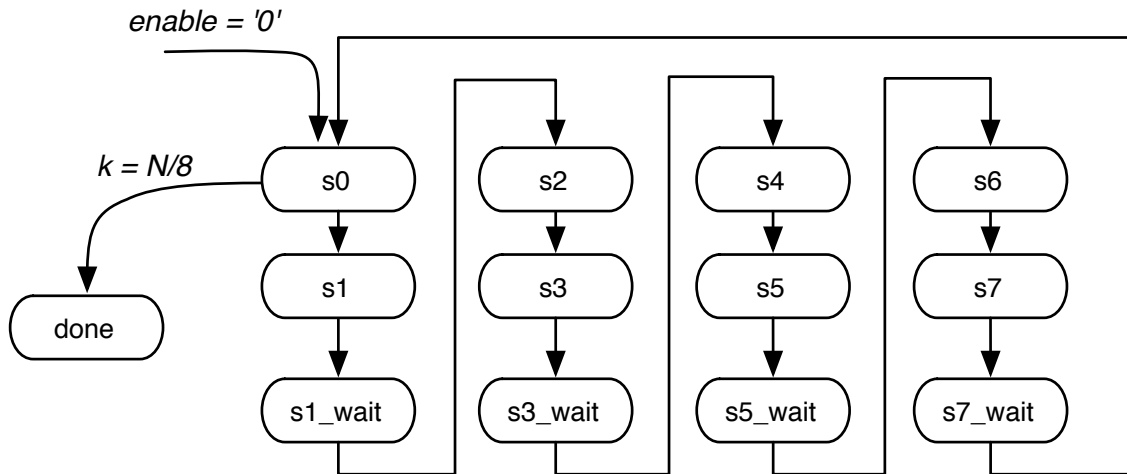 enable = '0'
k = N/8
s0
s2
s4
s6
s1
s3
s5
s7
done
s1_wait
s3_wait
s5_wait
s7_wait